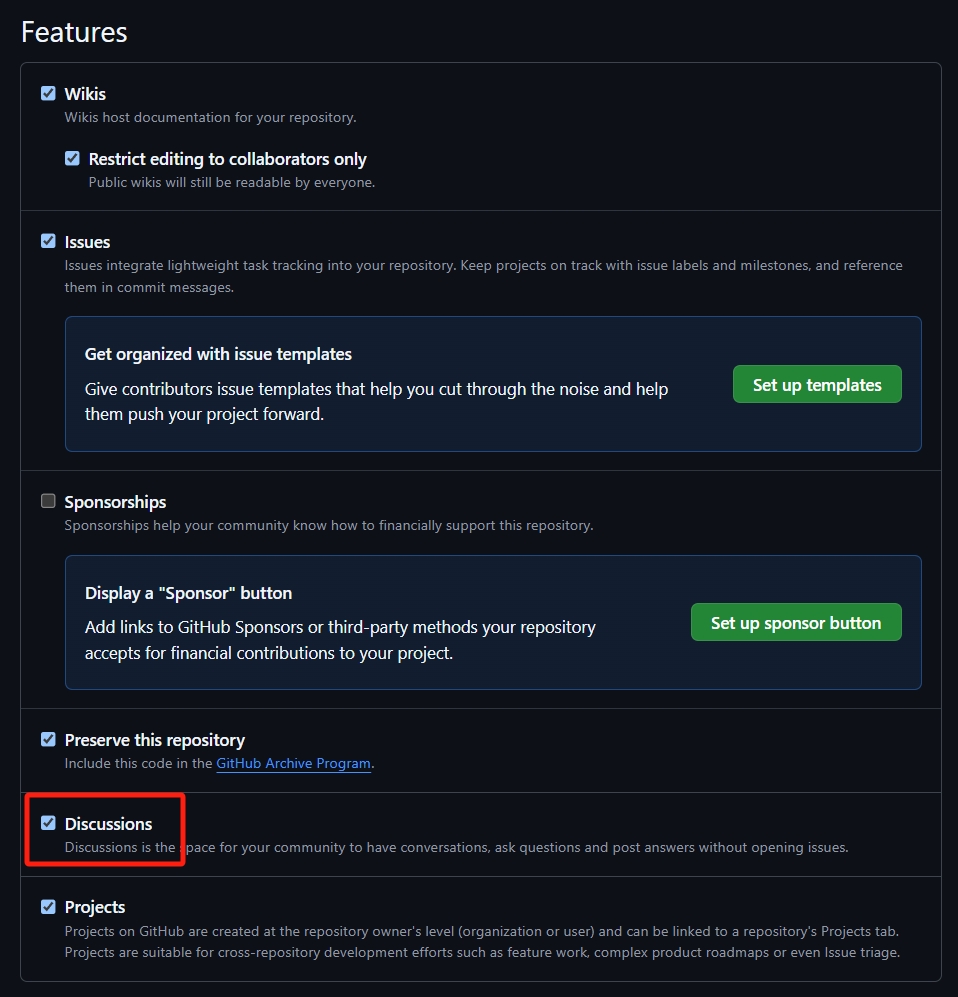 Features
Wikis
Wikis host documentation for your repository.
Restrict editing to collaborators only
Public wikis will still be readable by everyone.
Issues
Issues integrate lightweight task tracking into your repository. Keep projects on track with issue labels and milestones, and reference
them in commit messages.
Get organized with issue templates
Give contributors issue templates that help you cut through the noise and help
them push your project forward.
Set up templates
Sponsorships
Sponsorships help your community know how to financially support this repository.
Display a "Sponsor" button
Add links to GitHub Sponsors or third-party methods your repository
accepts for financial contributions to your project.
Set up sponsor button
Preserve this repository
Include this code in the GitHub Archive Program.
Discussions
Discussions is the space for your community to have conversations, ask questions and post answers without opening issues.
Projects
Projects on GitHub are created at the repository owner's level (organization or user) and can be linked to a repository's Projects tab.
Projects are suitable for cross-repository development efforts such as feature work, complex product roadmaps or even Issue triage.